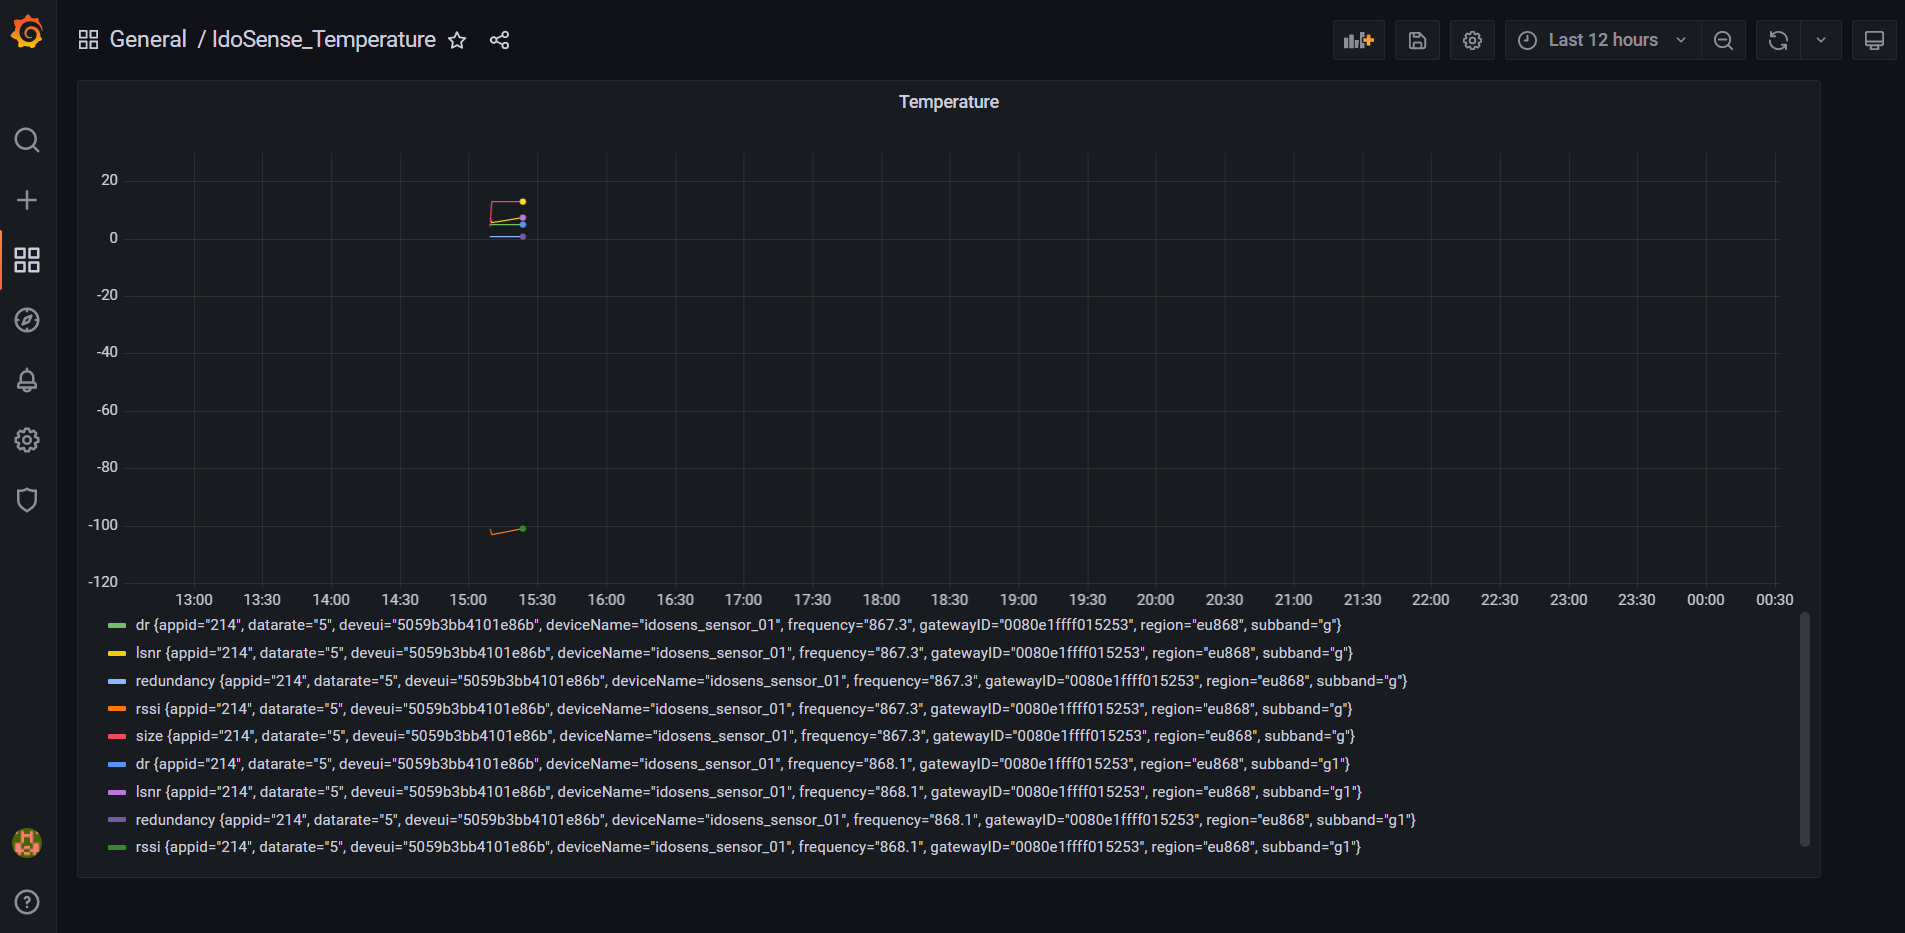 General / IdoSense_Temperature
Last 12 hours
Temperature
20
0
-20
-40
-60
-80
-100
-120
13:00 13:30 14:00 14:30 15:00 15:30 16:00 16:30 17:00 17:30 18:00 18:30 19:00 19:30 20:00 20:30 21:00 21:30 22:00 22:30 23:00 23:30 00:00 00:30
dr {appid="214", datarate="5", deveui="5059b3bb4101e86b", deviceName="idosens_sensor_01", frequency="867.3", gatewayID="0080e1ffff015253", region="eu868", subband="g"}
lsnr {appid="214", datarate="5", deveui="5059b3bb4101e86b", deviceName="idosens_sensor_01", frequency="867.3", gatewayID="0080e1ffff015253", region="eu868", subband="g"}
redundancy {appid="214", datarate="5", deveui="5059b3bb4101e86b", deviceName="idosens_sensor_01", frequency="867.3", gatewayID="0080e1ffff015253", region="eu868", subband="g"}
rssi {appid="214", datarate="5", deveui="5059b3bb4101e86b", deviceName="idosens_sensor_01", frequency="867.3", gatewayID="0080e1ffff015253", region="eu868", subband="g"}
size {appid="214", datarate="5", deveui="5059b3bb4101e86b", deviceName="idosens_sensor_01", frequency="867.3", gatewayID="0080e1ffff015253", region="eu868", subband="g"}
dr {appid="214", datarate="5", deveui="5059b3bb4101e86b", deviceName="idosens_sensor_01", frequency="868.1", gatewayID="0080e1ffff015253", region="eu868", subband="g1"}
lsnr {appid="214", datarate="5", deveui="5059b3bb4101e86b", deviceName="idosens_sensor_01", frequency="868.1", gatewayID="0080e1ffff015253", region="eu868", subband="g1"}
redundancy {appid="214", datarate="5", deveui="5059b3bb4101e86b", deviceName="idosens_sensor_01", frequency="868.1", gatewayID="0080e1ffff015253", region="eu868", subband="g1"}
rssi {appid="214", datarate="5", deveui="5059b3bb4101e86b", deviceName="idosens_sensor_01", frequency="868.1", gatewayID="0080e1ffff015253", region="eu868", subband="g1"}